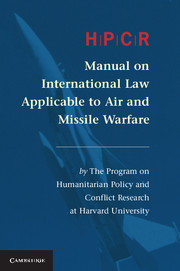 H|P|C|R
Manual on
International Law
Applicable to Air and
Missile Warfare
by The Program on
Humanitarian Policy and
Conflict Research
at Harvard University
CAMBRIDGE